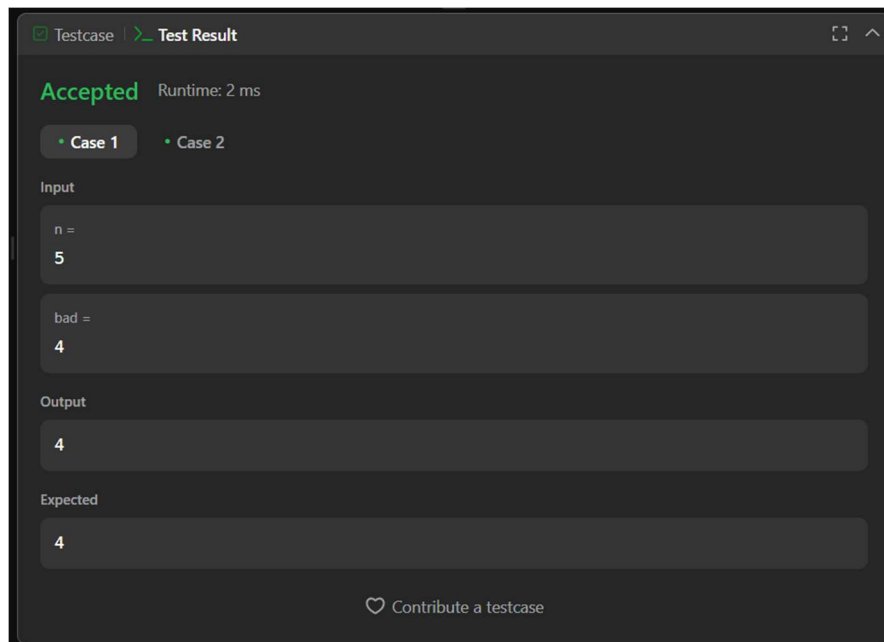 Testcase | >_ Test Result
Accepted Runtime: 2 ms
• Case 1 • Case 2
Input
n =
5
bad =
4
Output
4
Expected
4
Contribute a testcase